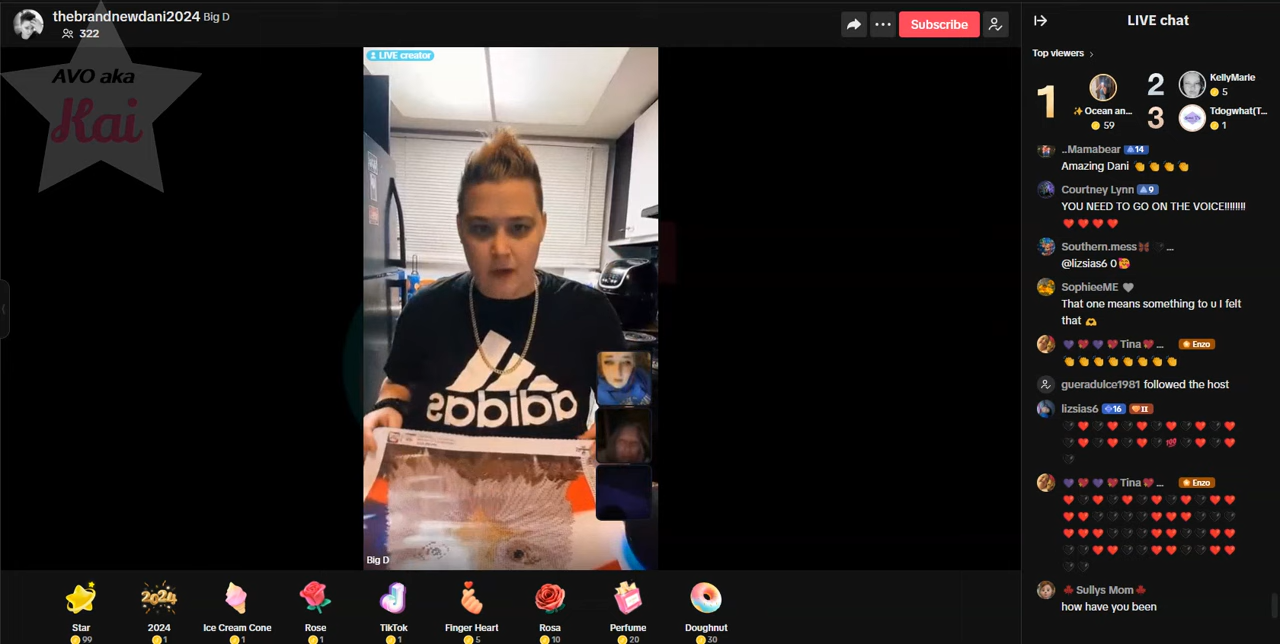 thebrandnewdani2024 Big D
322
Subscribe
AVO aka
Kai
LIVE creator
adidas
Big D
Star
99
2024
2024
1
Ice Cream Cone
1
Rose
1
TikTok
1
Finger Heart
5
Rosa
10
Perfume
20
Doughnut
30
LIVE chat
Top viewers
1
Ocean an...
59
2
KellyMarie
5
3
Tdogwhat(T...
1
..Mamabear 14
Amazing Dani 👏 👏 👏 👏
Courtney Lynn 9
YOU NEED TO GO ON THE VOICE!!!!!!!!
❤️ ❤️ ❤️ ❤️
Southern.mess ...
@lizsias6 0🥰
SophieeME 🤍
That one means something to u I felt
that 🫶
Tina ... Enzo
👏 👏 👏 👏 👏 👏 👏 👏
gueradulce1981 followed the host
lizsias6 16 II
💯
Tina ... Enzo
🍁 Sullys Mom 🍁
how have you been